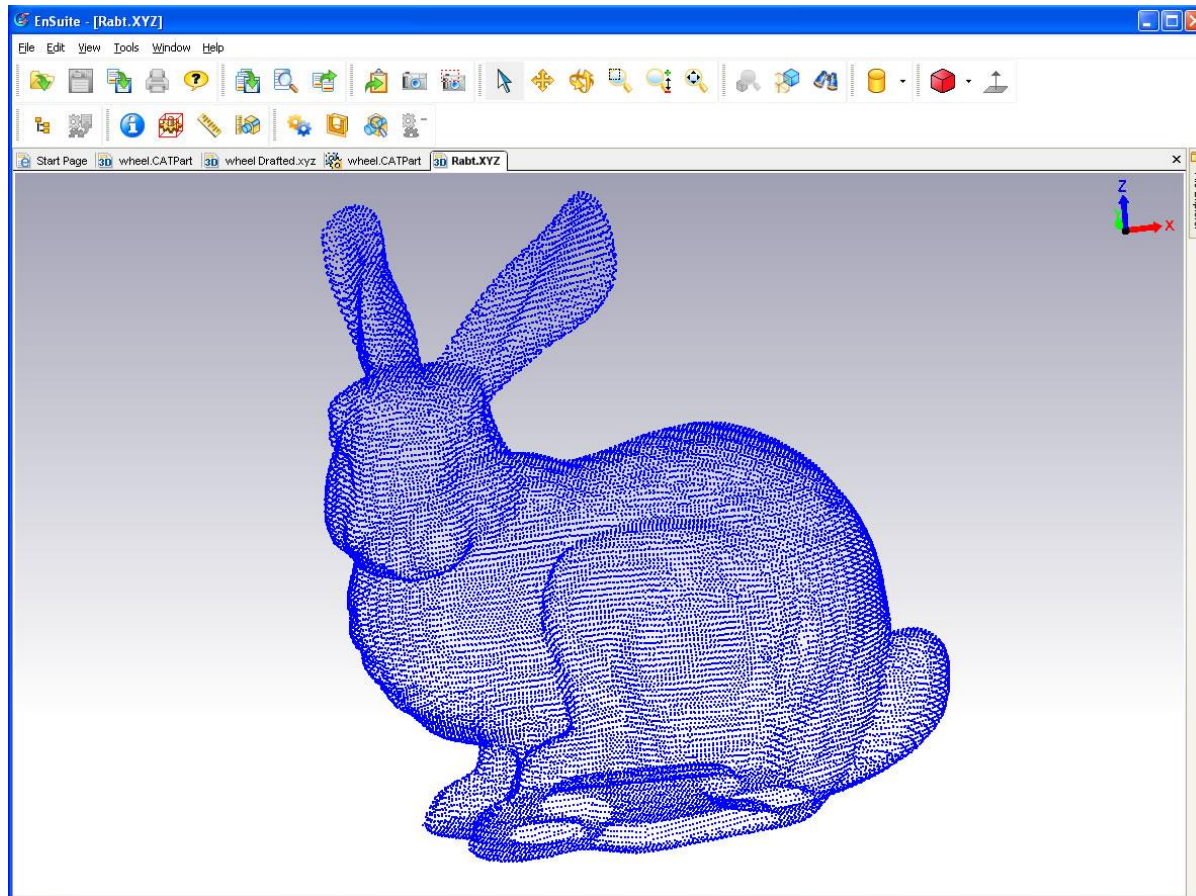 EnSuite - [Rabt.XYZ]
File Edit View Tools Window Help
Start Page 3D wheel.CATPart 3D wheel Drafted.xyz wheel.CATPart 3D Rabt.XYZ
Z
X